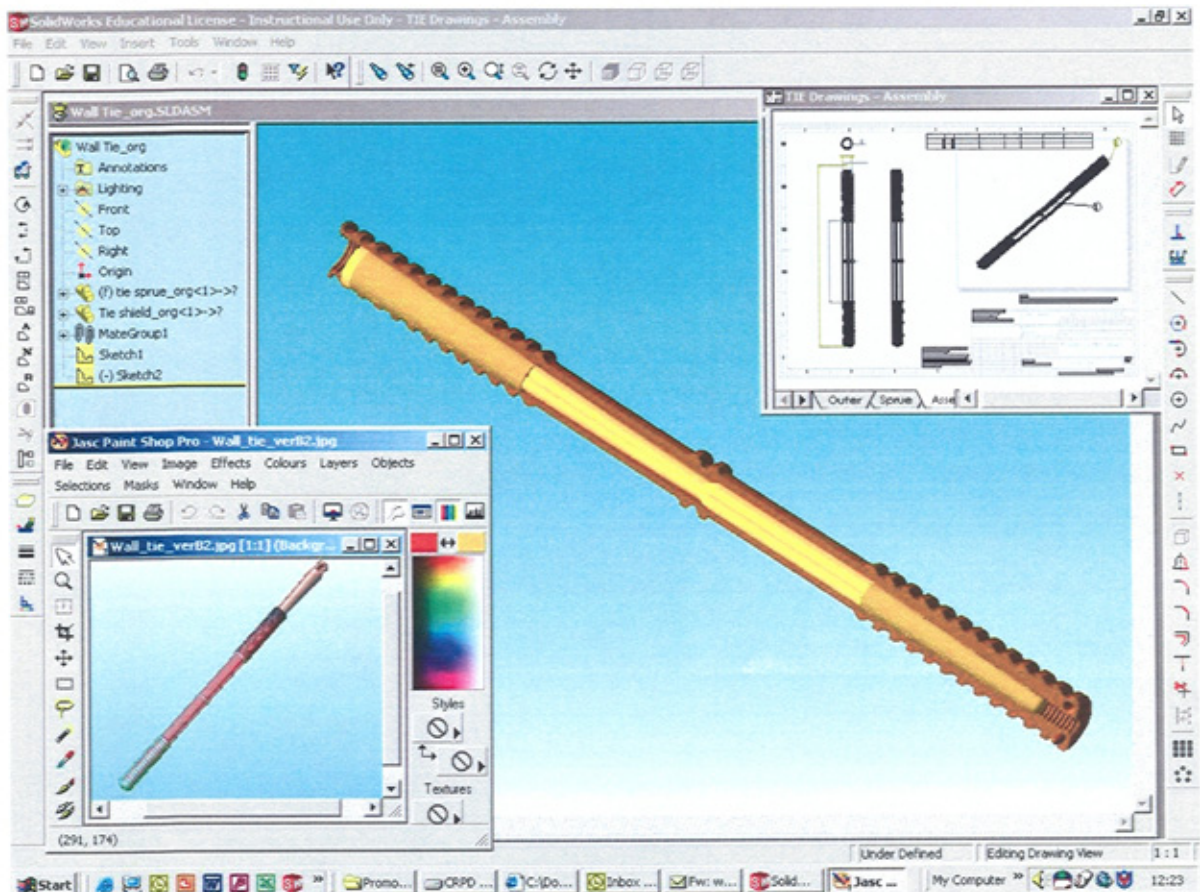 SolidWorks Educational License - Instructional Use Only - TIE Drawings - Assembly
File Edit View Insert Tools Window Help
Wall Tie_org.SLDASM
Wall Tie_org
Annotations
Lighting
Front
Top
Right
Origin
(f) tie sprue_org<1>->?
Tie shield_org<1>->?
MateGroup1
Sketch1
(-) Sketch2
TIE Drawings - Assembly
Outer Sprue Asse
Jasc Paint Shop Pro - Wall_tie_verB2.jpg
File Edit View Image Effects Colours Layers Objects
Selections Masks Window Help
Wall_tie_verB2.jpg [1:1] (Backgr...
Styles
Textures
(291, 174)
Under Defined Editing Drawing View 1:1
Start Promo... CRPD ... C:\Do... Inbox ... Fw: w... Solid... Jasc ... My Computer 12:23